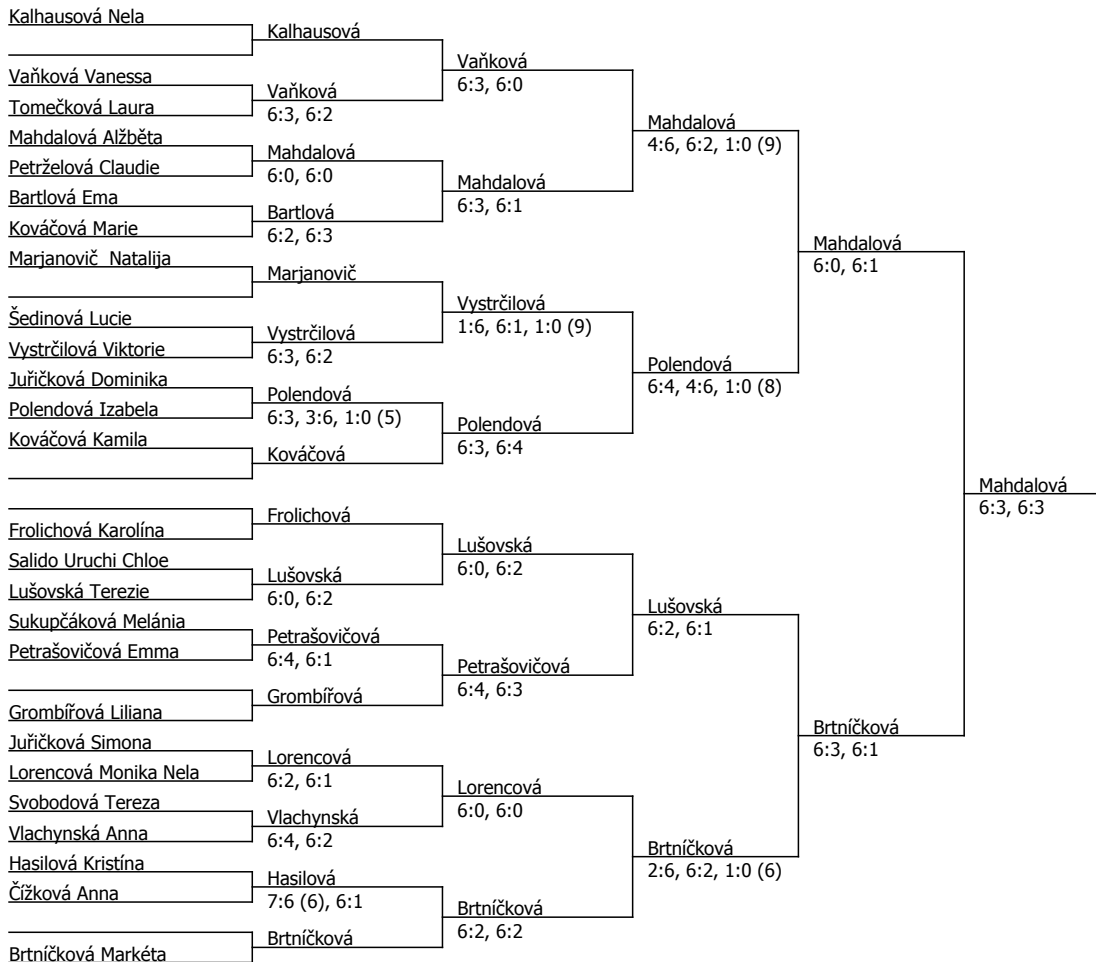 Kalhausová Nela
Vaňková Vanessa
Tomečková Laura
Mahdalová Alžběta
Petrželová Claudie
Bartlová Ema
Kováčová Marie
Marjanovič  Natalija
Šedinová Lucie
Vystrčilová Viktorie
Juřičková Dominika
Polendová Izabela
Kováčová Kamila
Frolichová Karolína
Salido Uruchi Chloe
Lušovská Terezie
Sukupčáková Melánia
Petrašovičová Emma
Grombířová Liliana
Juřičková Simona
Lorencová Monika Nela
Svobodová Tereza
Vlachynská Anna
Hasilová Kristína
Čížková Anna
Brtníčková Markéta
Kalhausová
Vaňková
6:3, 6:2
Mahdalová
6:0, 6:0
Bartlová
6:2, 6:3
Marjanovič
Vystrčilová
6:3, 6:2
Polendová
6:3, 3:6, 1:0 (5)
Kováčová
Frolichová
Lušovská
6:0, 6:2
Petrašovičová
6:4, 6:1
Grombířová
Lorencová
6:2, 6:1
Vlachynská
6:4, 6:2
Hasilová
7:6 (6), 6:1
Brtníčková
Vaňková
6:3, 6:0
Mahdalová
6:3, 6:1
Vystrčilová
1:6, 6:1, 1:0 (9)
Polendová
6:3, 6:4
Lušovská
6:0, 6:2
Petrašovičová
6:4, 6:3
Lorencová
6:0, 6:0
Brtníčková
6:2, 6:2
Mahdalová
4:6, 6:2, 1:0 (9)
Polendová
6:4, 4:6, 1:0 (8)
Lušovská
6:2, 6:1
Brtníčková
2:6, 6:2, 1:0 (6)
Mahdalová
6:0, 6:1
Brtníčková
6:3, 6:1
Mahdalová
6:3, 6:3